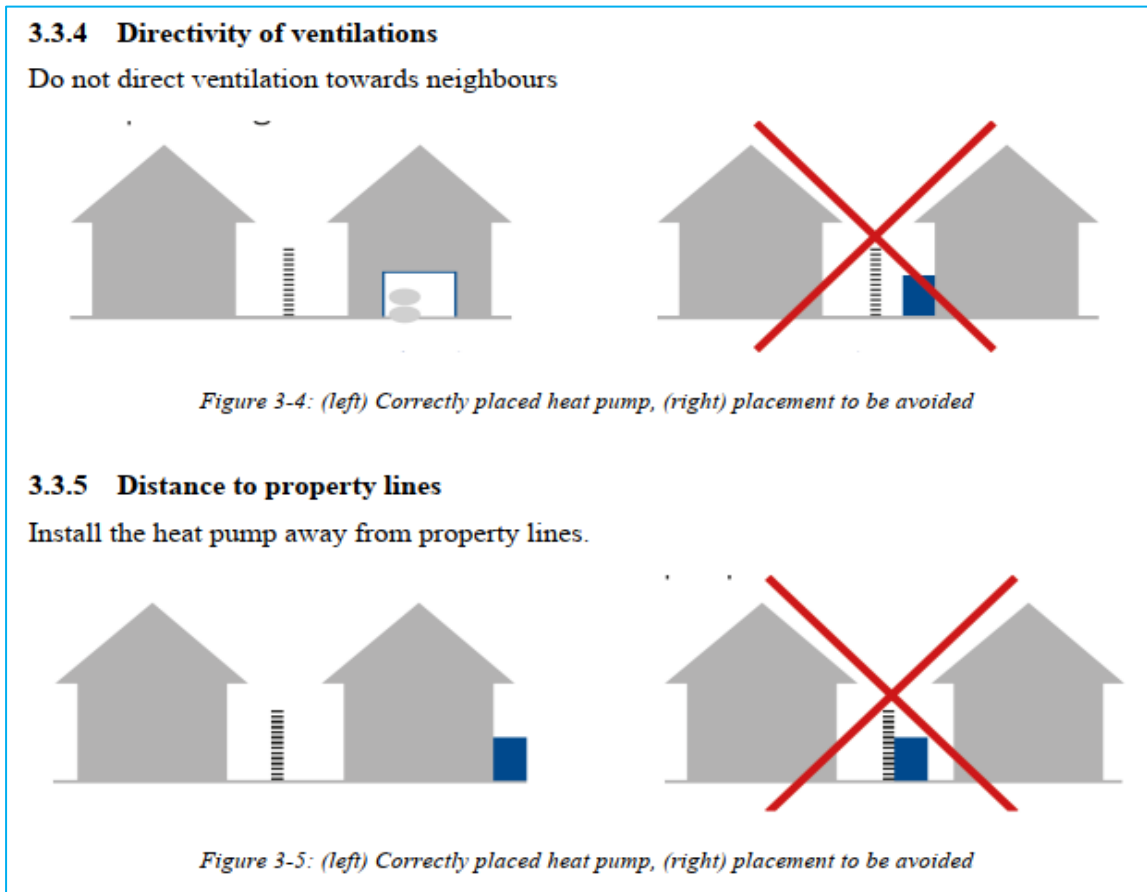 3.3.4 Directivity of ventilations
Do not direct ventilation towards neighbours
Figure 3-4: (left) Correctly placed heat pump, (right) placement to be avoided
3.3.5 Distance to property lines
Install the heat pump away from property lines.
Figure 3-5: (left) Correctly placed heat pump, (right) placement to be avoided